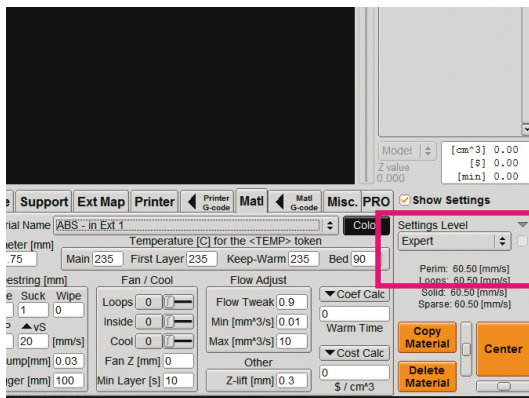 Model
Z value
0.000
[cm^3] 0.00
[$] 0.00
[min] 0.00
Support Ext Map Printer Printer G-code Matl Matl G-code Misc. PRO
Show Settings
Name ABS - in Ext 1
Settings Level
Expert
[mm] Temperature [C] for the <TEMP> token
.75 Main 235 First Layer 235 Keep-Warm 235 Bed 90
Perim: 60.50 [mm/s]
Loops: 60.50 [mm/s]
Solid: 60.50 [mm/s]
Sparse: 60.50 [mm/s]
[mm] Fan / Cool Flow Adjust
Suck Wipe
1 0
Loops 0
Flow Tweak 0.9
Coef Calc
0
Warm Time
vS
20 [mm/s]
Inside 0
Min [mm^3/s] 0.01
Cool 0
Max [mm^3/s] 10
Cost Calc
0
$ / cm^3
[mm] 0.03
Fan Z [mm] 0
Other
[mm] 100
Min Layer [s] 10
Z-lift [mm] 0.3
Copy
Material
Center
Delete
Material